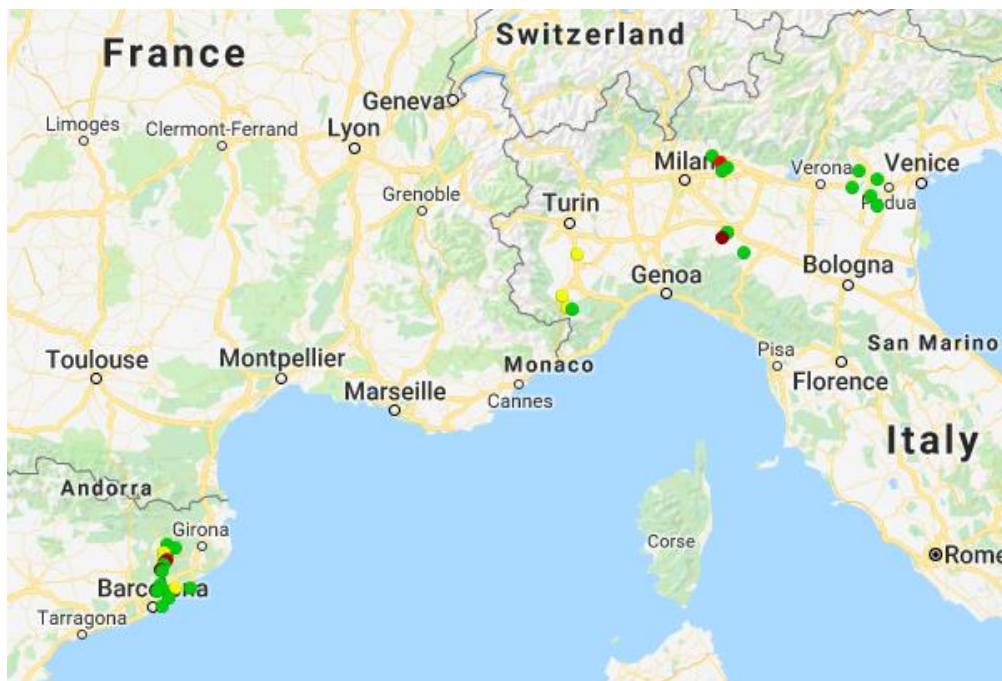 Switzerland
France
Geneva
Limoges
Clermont-Ferrand
Lyon
Milan
Verona
Venice
Grenoble
Padua
Turin
Genoa
Bologna
San Marino
Toulouse
Montpellier
Monaco
Pisa
Florence
Marseille
Cannes
Italy
Andorra
Girona
Corse
Rome
Barcelona
Tarragona